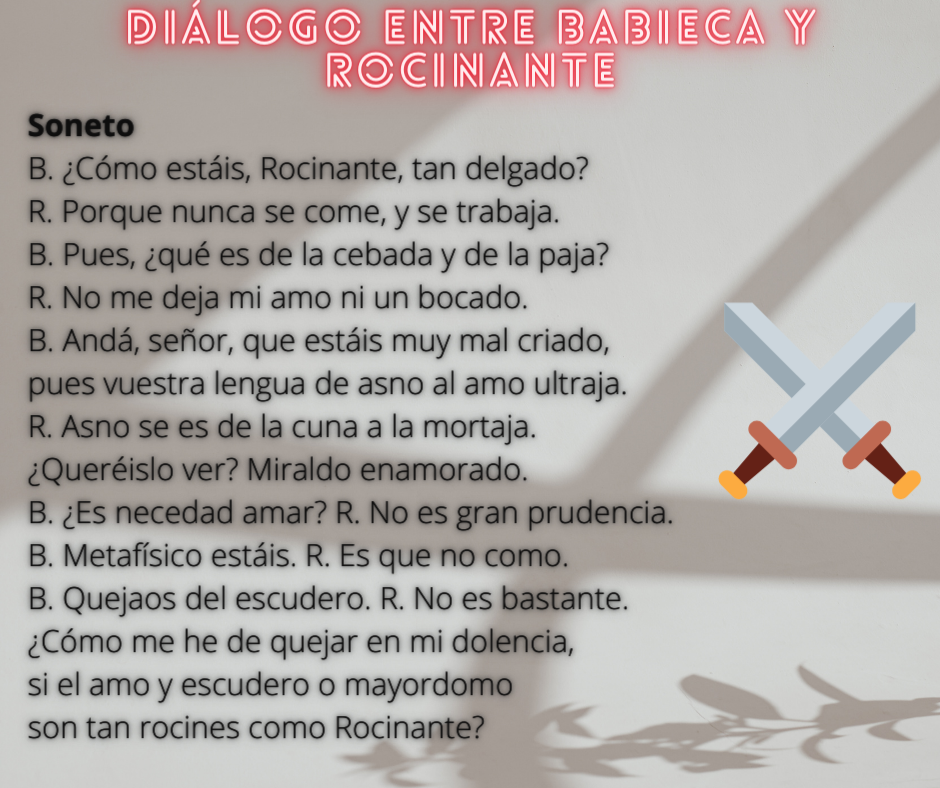 DIÁLOGO ENTRE BABIECA Y
ROCINANTE
Soneto
B. ¿Cómo estáis, Rocinante, tan delgado?
R. Porque nunca se come, y se trabaja.
B. Pues, ¿qué es de la cebada y de la paja?
R. No me deja mi amo ni un bocado.
B. Andá, señor, que estáis muy mal criado,
pues vuestra lengua de asno al amo ultraja.
R. Asno se es de la cuna a la mortaja.
¿Queréislo ver? Miraldo enamorado.
B. ¿Es necedad amar? R. No es gran prudencia.
B. Metafísico estáis. R. Es que no como.
B. Quejaos del escudero. R. No es bastante.
¿Cómo me he de quejar en mi dolencia,
si el amo y escudero o mayordomo
son tan rocines como Rocinante?